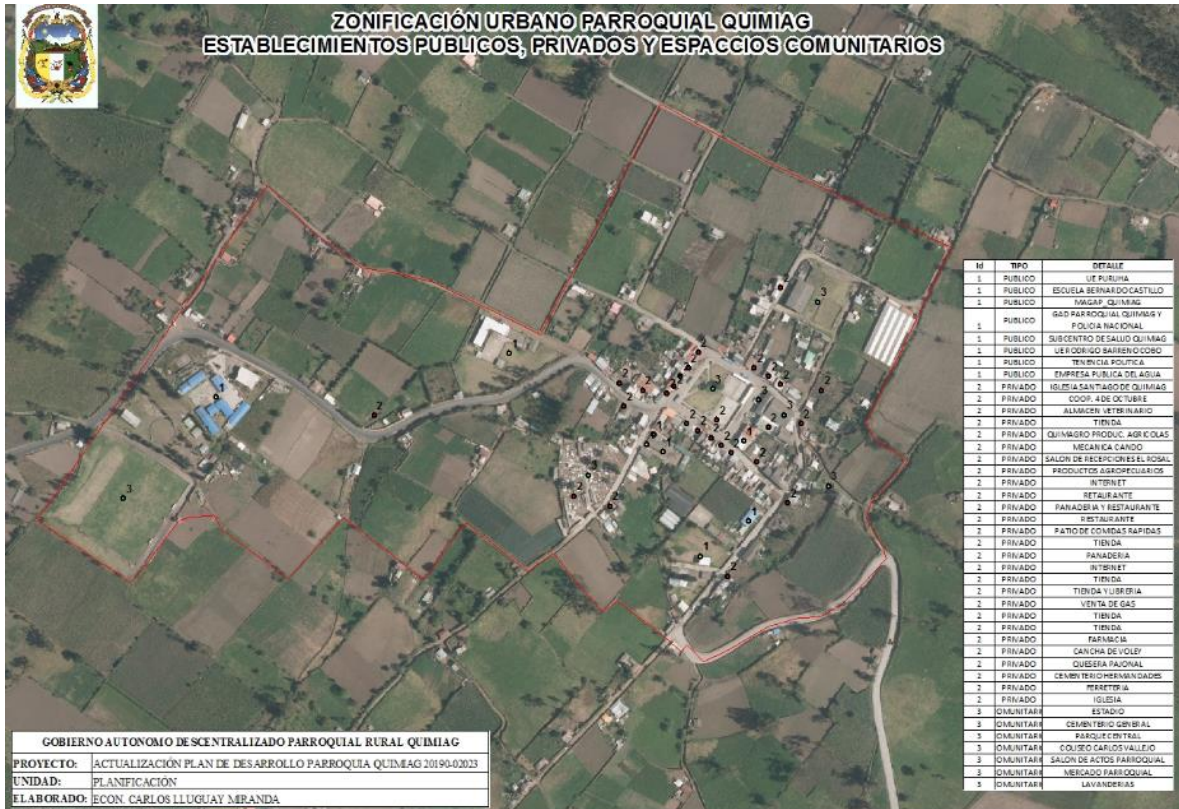 ZONIFICACIÓN URBANO PARROQUIAL QUIMIAG
ESTABLECIMIENTOS PUBLICOS, PRIVADOS Y ESPACCIOS COMUNITARIOS
Id TIPO DETALLE
1 PUBLICO UE PURUHA
1 PUBLICO ESCUELA BERNARDO CASTILLO
1 PUBLICO MAGAP_QUIMIAG
1 PUBLICO GAD PARROQUIAL QUIMIAG Y POLICIA NACIONAL
1 PUBLICO SUBCENTRO DE SALUD QUIMIAG
1 PUBLICO UE RODRIGO BARRENO COBO
1 PUBLICO TENENCIA POLITICA
1 PUBLICO EMPRESA PUBLICA DEL AGUA
2 PRIVADO IGLESIA SANTIAGO DE QUIMIAG
2 PRIVADO COOP. 4 DE OCTUBRE
2 PRIVADO ALMACEN VETERINARIO
2 PRIVADO TIENDA
2 PRIVADO QUIMAGRO PRODUC. AGRICOLAS
2 PRIVADO MECANICA CANDO
2 PRIVADO SALON DE RECEPCIONES EL ROSAL
2 PRIVADO PRODUCTOS AGROPECUARIOS
2 PRIVADO INTERNET
2 PRIVADO RETAURANTE
2 PRIVADO PANADERIA Y RESTAURANTE
2 PRIVADO RESTAURANTE
2 PRIVADO PATIO DE COMIDAS RAPIDAS
2 PRIVADO TIENDA
2 PRIVADO PANADERIA
2 PRIVADO INTERNET
2 PRIVADO TIENDA
2 PRIVADO TIENDA Y LIBRERIA
2 PRIVADO VENTA DE GAS
2 PRIVADO TIENDA
2 PRIVADO TIENDA
2 PRIVADO FARMACIA
2 PRIVADO CANCHA DE VOLEY
2 PRIVADO QUESERA PAJONAL
2 PRIVADO CEMENTERIO HERMANDADES
2 PRIVADO FERRETERIA
2 PRIVADO IGLESIA
3 OMUNITARI ESTADIO
3 OMUNITARI CEMENTERIO GENERAL
3 OMUNITARI PARQUE CENTRAL
3 OMUNITARI COLISEO CARLOS VALLEJO
3 OMUNITARI SALON DE ACTOS PARROQUIAL
3 OMUNITARI MERCADO PARROQUIAL
3 OMUNITARI LAVANDERIAS
GOBIERNO AUTONOMO DESCENTRALIZADO PARROQUIAL RURAL QUIMIAG
PROYECTO: ACTUALIZACIÓN PLAN DE DESARROLLO PARROQUIA QUIMIAG 20190-02023
UNIDAD: PLANIFICACIÓN
ELABORADO: ECON. CARLOS LLUGUAY MIRANDA